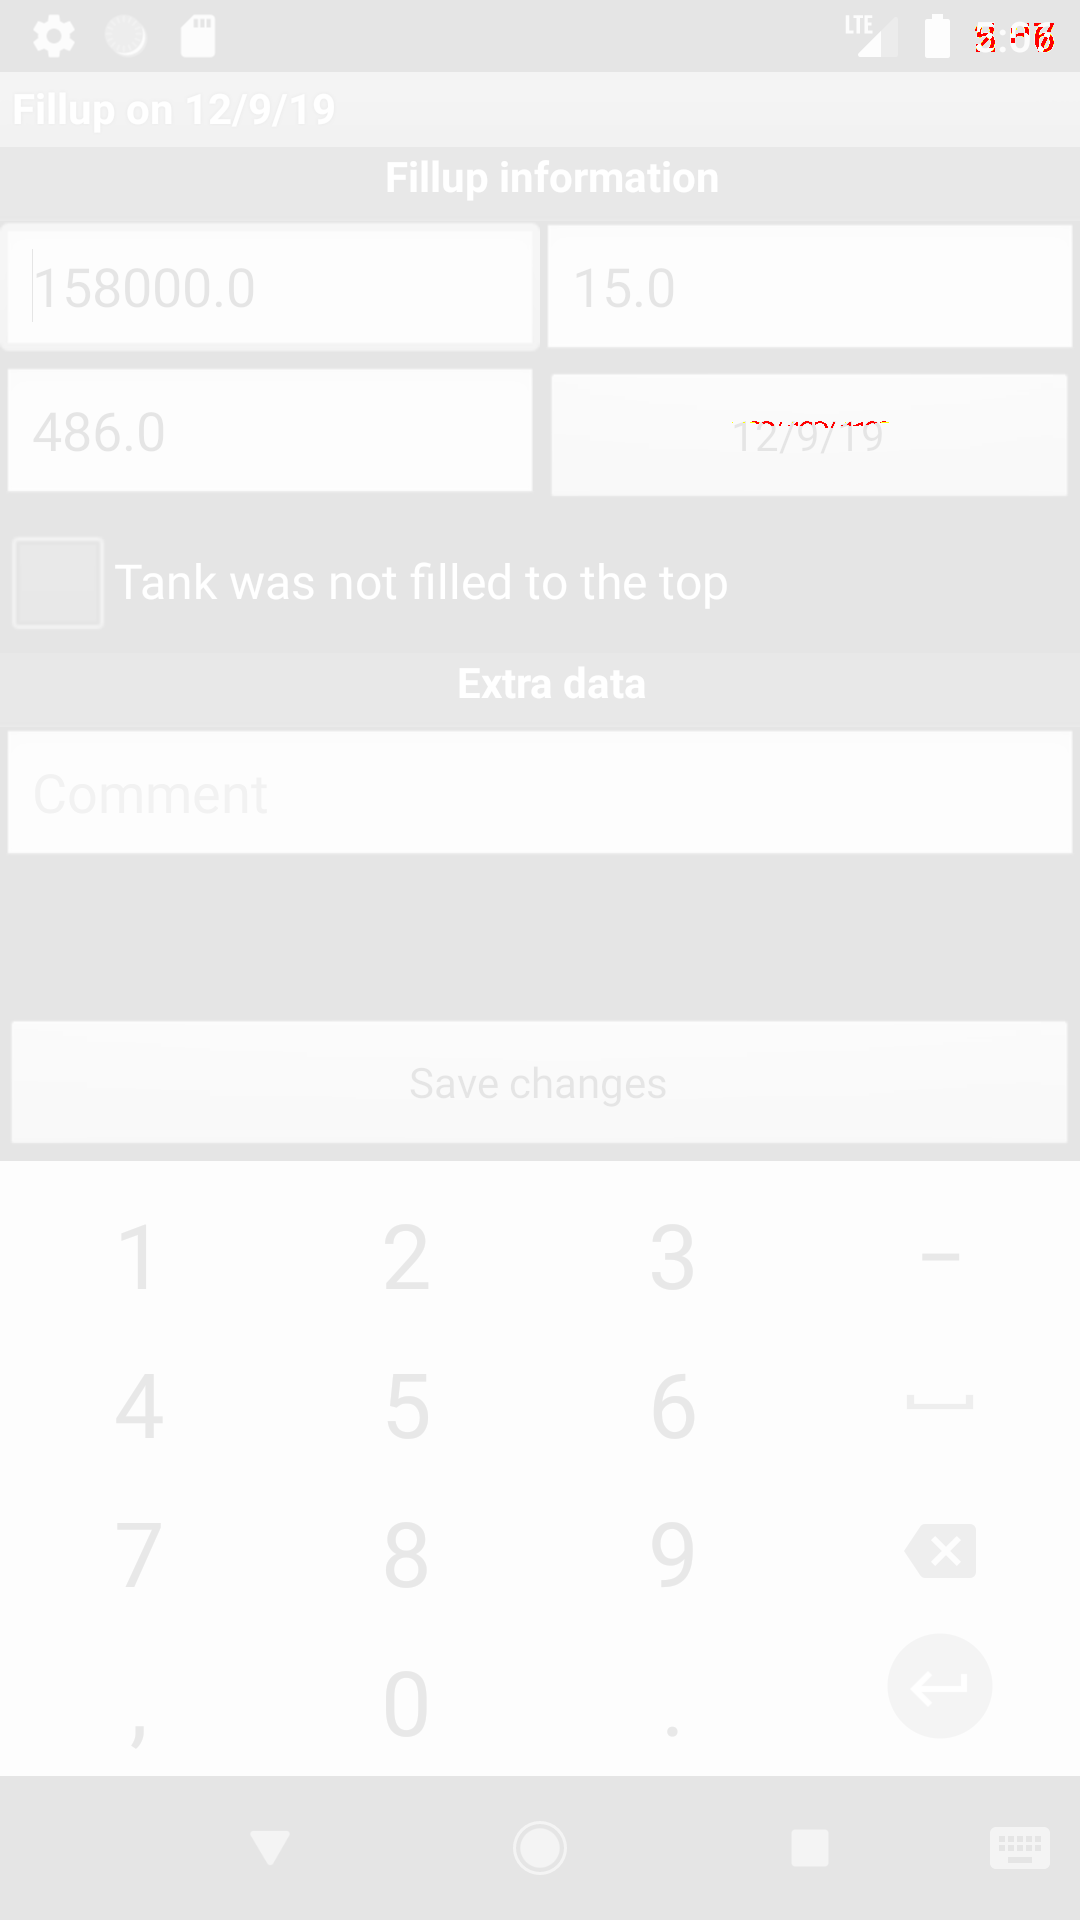 LTE
Fillup on 12/9/19
Fillup information
158000.0 15.0
486.0 12/9/19
Tank was not filled to the top
Extra data
Comment
Save changes
1 2 3 –
4 5 6
7 8 9
, 0 .